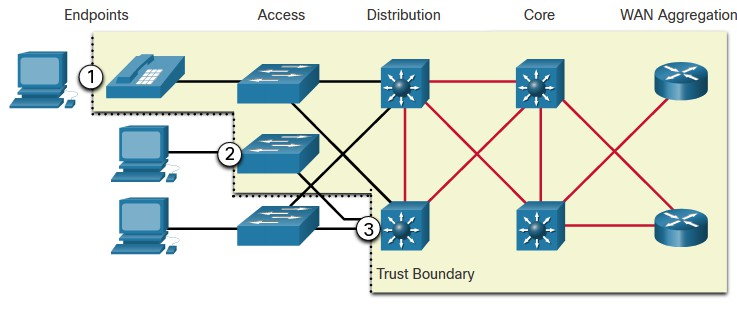 Endpoints Access Distribution Core WAN Aggregation
1
2
3
Trust Boundary